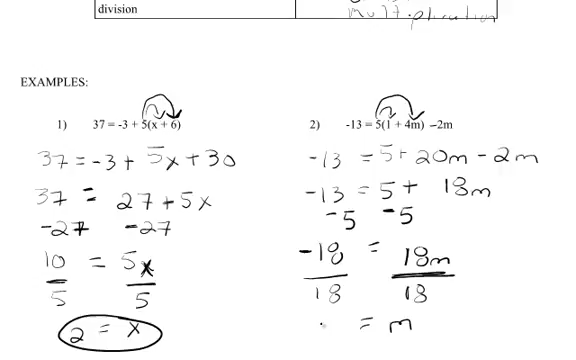 division
multiplication
EXAMPLES:
1) 37 = -3 + 5(x + 6)
37 = -3 + 5x + 30
37 = 27 + 5x
-27 -27
10 = 5x
5 5
2 = x
2) -13 = 5(1 + 4m) –2m
-13 = 5 + 20m - 2m
-13 = 5 + 18m
-5 -5
-18 = 18m
18 18
= m